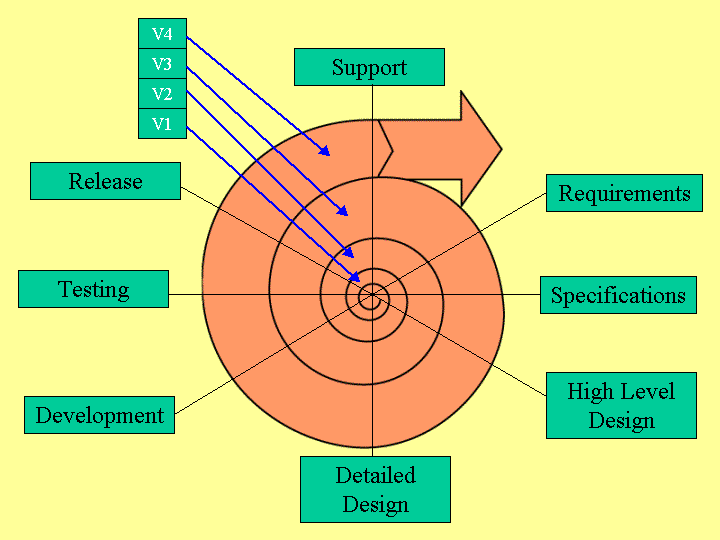 V4
V3
V2
V1
Support
Release
Requirements
Testing
Specifications
Development
High Level
Design
Detailed
Design